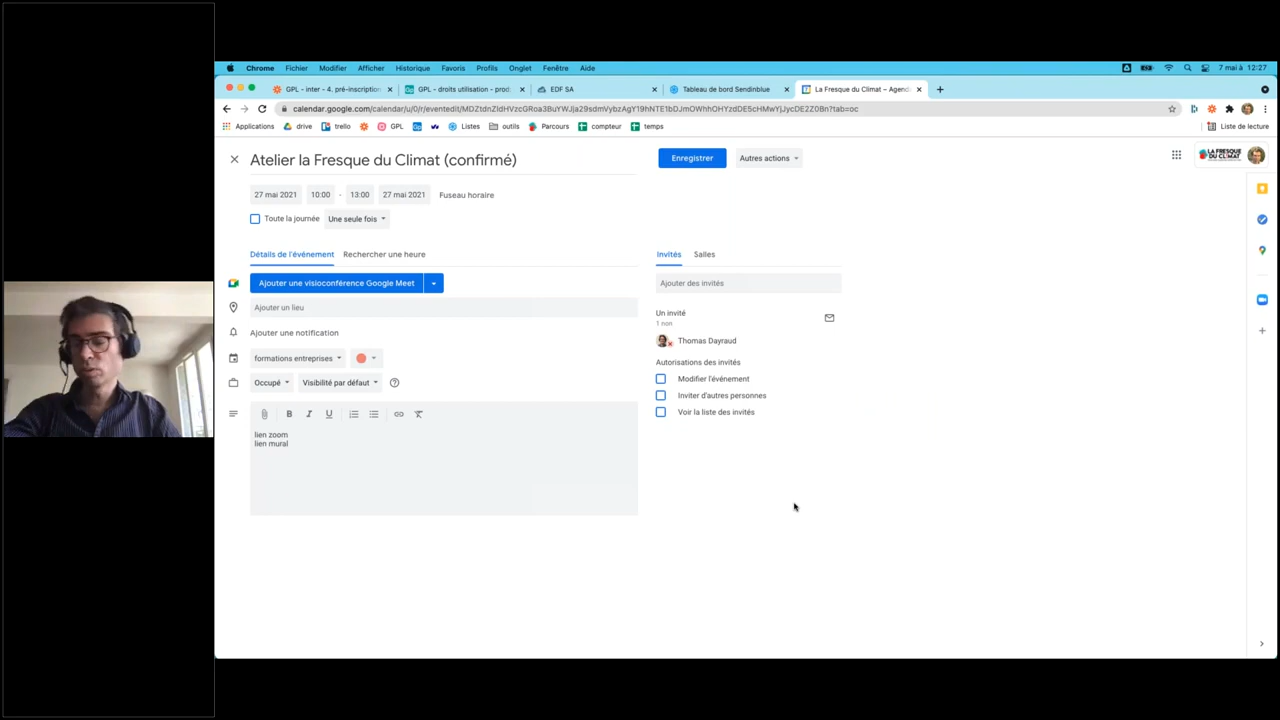 Chrome Fichier Modifier Afficher Historique Favoris Profils Onglet Fenêtre Aide 7 mai à 12:27
GPL - inter - 4. pré-inscription GPL - droits utilisation - prod: EDF SA Tableau de bord Sendinblue La Fresque du Climat – Agend
Applications drive trello GPL Listes outils Parcours compteur temps Liste de lecture
Atelier la Fresque du Climat (confirmé)
Enregistrer Autres actions
LA FRESQUE
DU CLIMAT
27 mai 2021 10:00 - 13:00 27 mai 2021 Fuseau horaire
Toute la journée Une seule fois
Détails de l'événement Rechercher une heure
Ajouter une visioconférence Google Meet
Ajouter un lieu
Ajouter une notification
formations entreprises
Occupé Visibilité par défaut
B I U
lien zoom
lien mural
Invités Salles
Ajouter des invités
Un invité
1 non
Thomas Dayraud
Autorisations des invités
Modifier l'événement
Inviter d'autres personnes
Voir la liste des invités